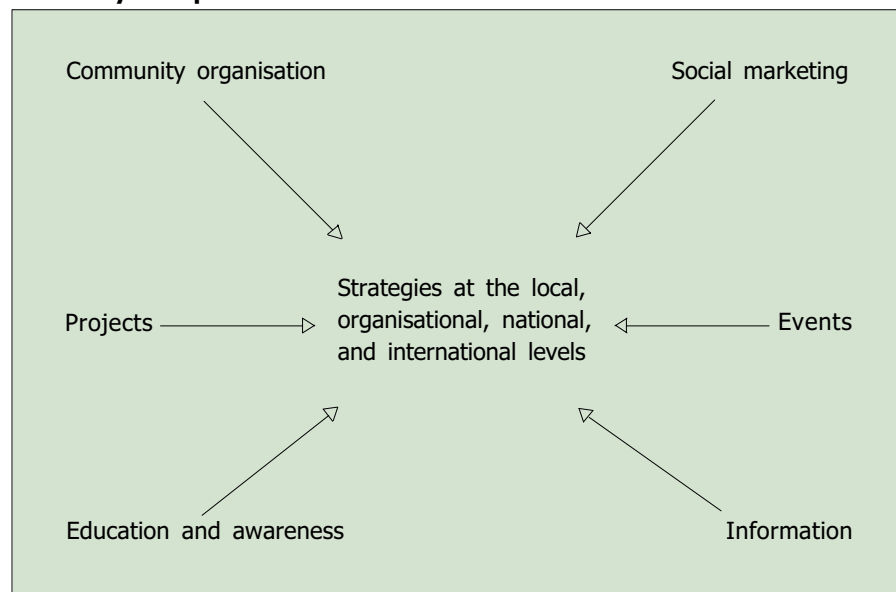 Community organisation
Social marketing
Strategies at the local,
organisational, national,
and international levels
Projects
Events
Education and awareness
Information